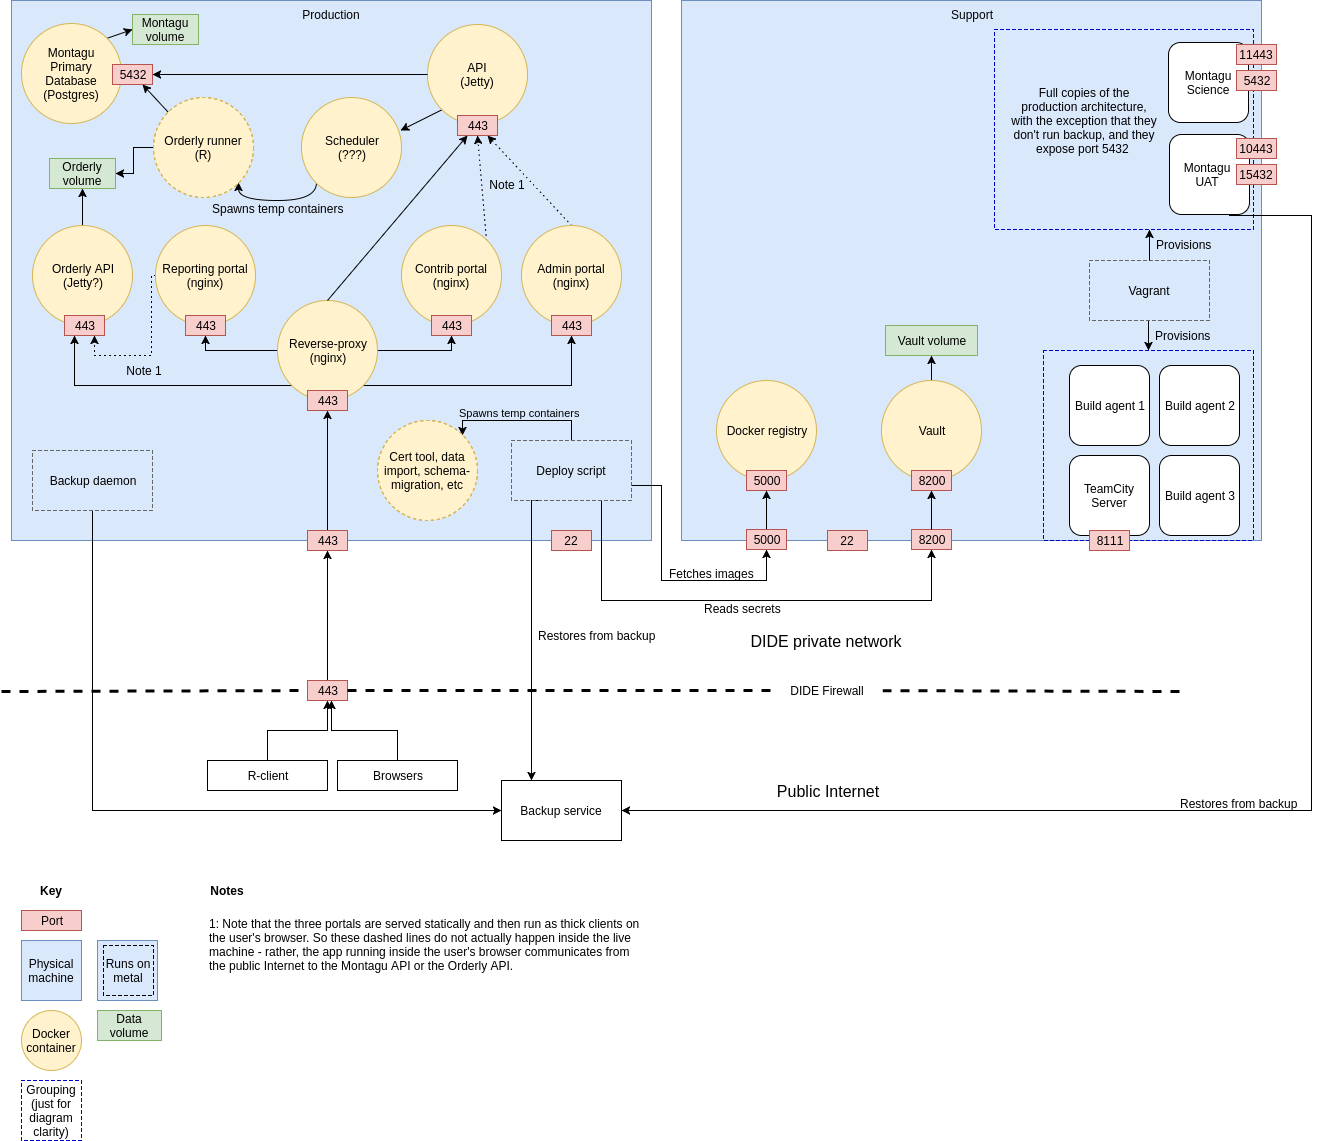 Production
Support
Montagu
volume
Montagu
Primary
Database
(Postgres)
5432
API
(Jetty)
443
Orderly runner
(R)
Scheduler
(???)
Orderly
volume
Spawns temp containers
Note 1
Orderly API
(Jetty?)
443
Reporting portal
(nginx)
443
Contrib portal
(nginx)
443
Admin portal
(nginx)
443
Reverse-proxy
(nginx)
443
Note 1
Spawns temp containers
Cert tool, data
import, schema-
migration, etc
Deploy script
Backup daemon
443
22
Full copies of the
production architecture,
with the exception that they
don't run backup, and they
expose port 5432
Montagu
Science
11443
5432
Montagu
UAT
10443
15432
Provisions
Vagrant
Provisions
Vault volume
Docker registry
5000
Vault
8200
Build agent 1
Build agent 2
TeamCity
Server
Build agent 3
5000
22
8200
8111
Fetches images
Reads secrets
Restores from backup
DIDE private network
443
DIDE Firewall
R-client
Browsers
Backup service
Public Internet
Restores from backup
Key
Port
Physical
machine
Runs on
metal
Docker
container
Data
volume
Grouping
(just for
diagram
clarity)
Notes
1: Note that the three portals are served statically and then run as thick clients on
the user's browser. So these dashed lines do not actually happen inside the live
machine - rather, the app running inside the user's browser communicates from
the public Internet to the Montagu API or the Orderly API.